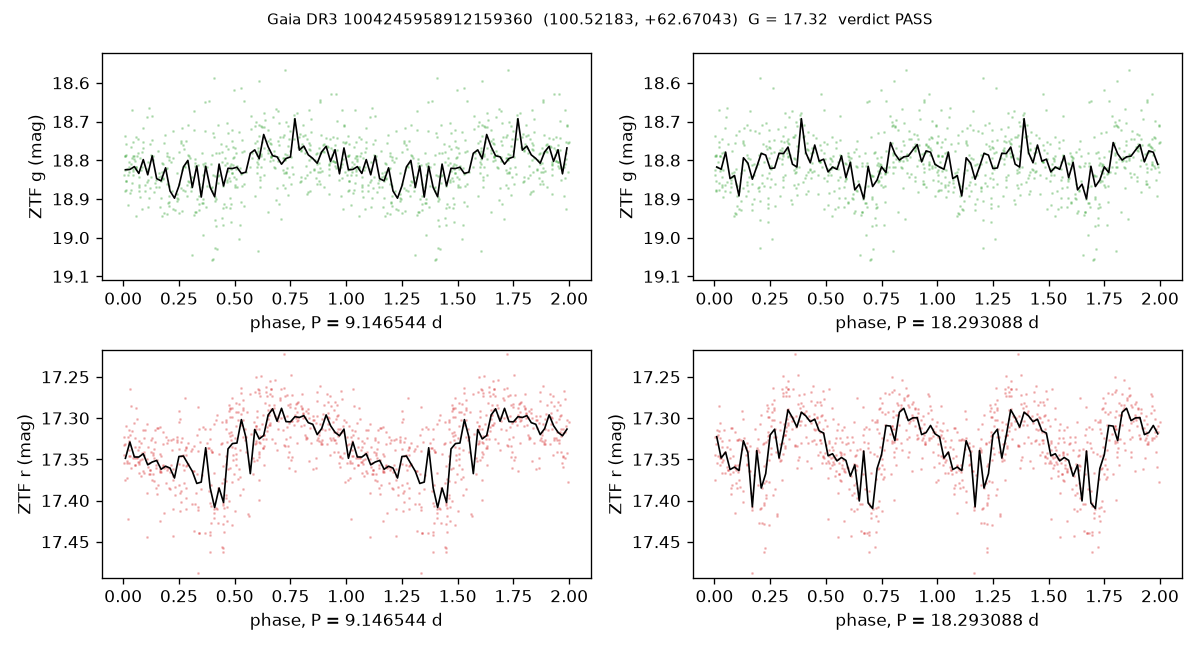 Gaia DR3 1004245958912159360 (100.52183, +62.67043) G = 17.32 verdict PASS
ZTF g (mag)
18.6
18.7
18.8
18.9
19.0
19.1
0.00 0.25 0.50 0.75 1.00 1.25 1.50 1.75 2.00
phase, P = 9.146544 d
ZTF g (mag)
18.6
18.7
18.8
18.9
19.0
19.1
0.00 0.25 0.50 0.75 1.00 1.25 1.50 1.75 2.00
phase, P = 18.293088 d
ZTF r (mag)
17.25
17.30
17.35
17.40
17.45
0.00 0.25 0.50 0.75 1.00 1.25 1.50 1.75 2.00
phase, P = 9.146544 d
ZTF r (mag)
17.25
17.30
17.35
17.40
17.45
0.00 0.25 0.50 0.75 1.00 1.25 1.50 1.75 2.00
phase, P = 18.293088 d